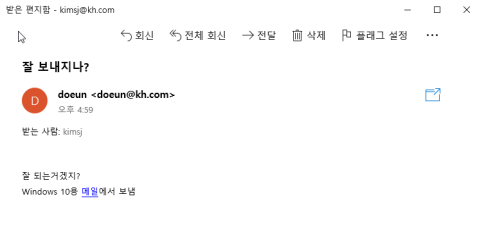 받은 편지함 - kimsj@kh.com
회신 전체 회신 전달 삭제 플래그 설정 ...
잘 보내지나?
D
doeun <doeun@kh.com>
오후 4:59
받는 사람: kimsj
잘 되는거겠지?
Windows 10용 메일에서 보냄